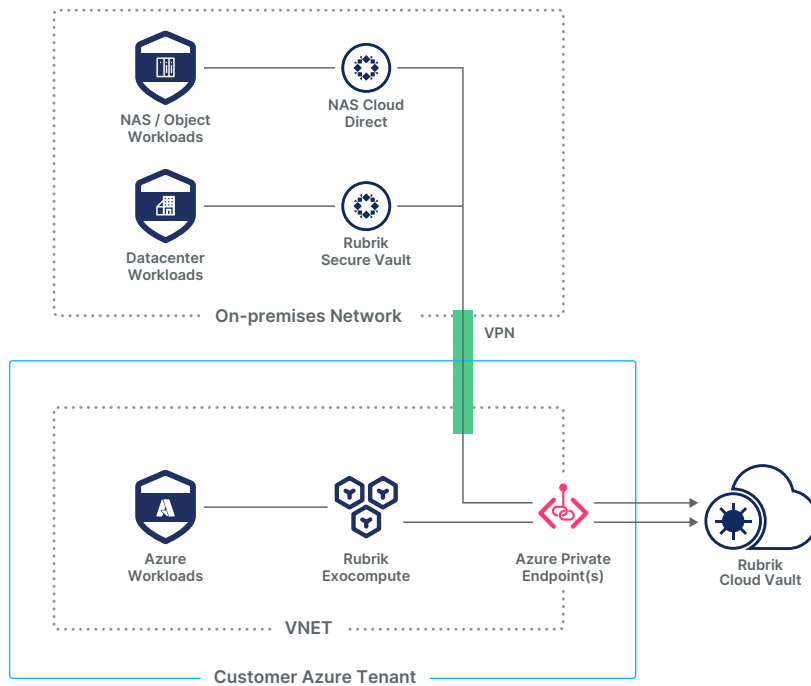 NAS / Object
Workloads
NAS Cloud
Direct
Datacenter
Workloads
Rubrik
Secure Vault
On-premises Network
VPN
Azure
Workloads
Rubrik
Exocompute
Azure Private
Endpoint(s)
Rubrik
Cloud Vault
VNET
Customer Azure Tenant